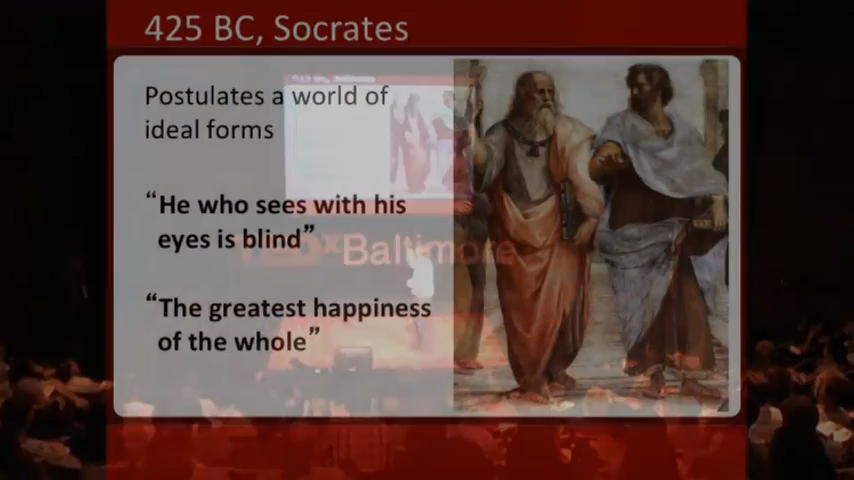 425 BC, Socrates
Postulates a world of
ideal forms
“He who sees with his
eyes is blind”
TEDxBaltimore
“The greatest happiness
of the whole”